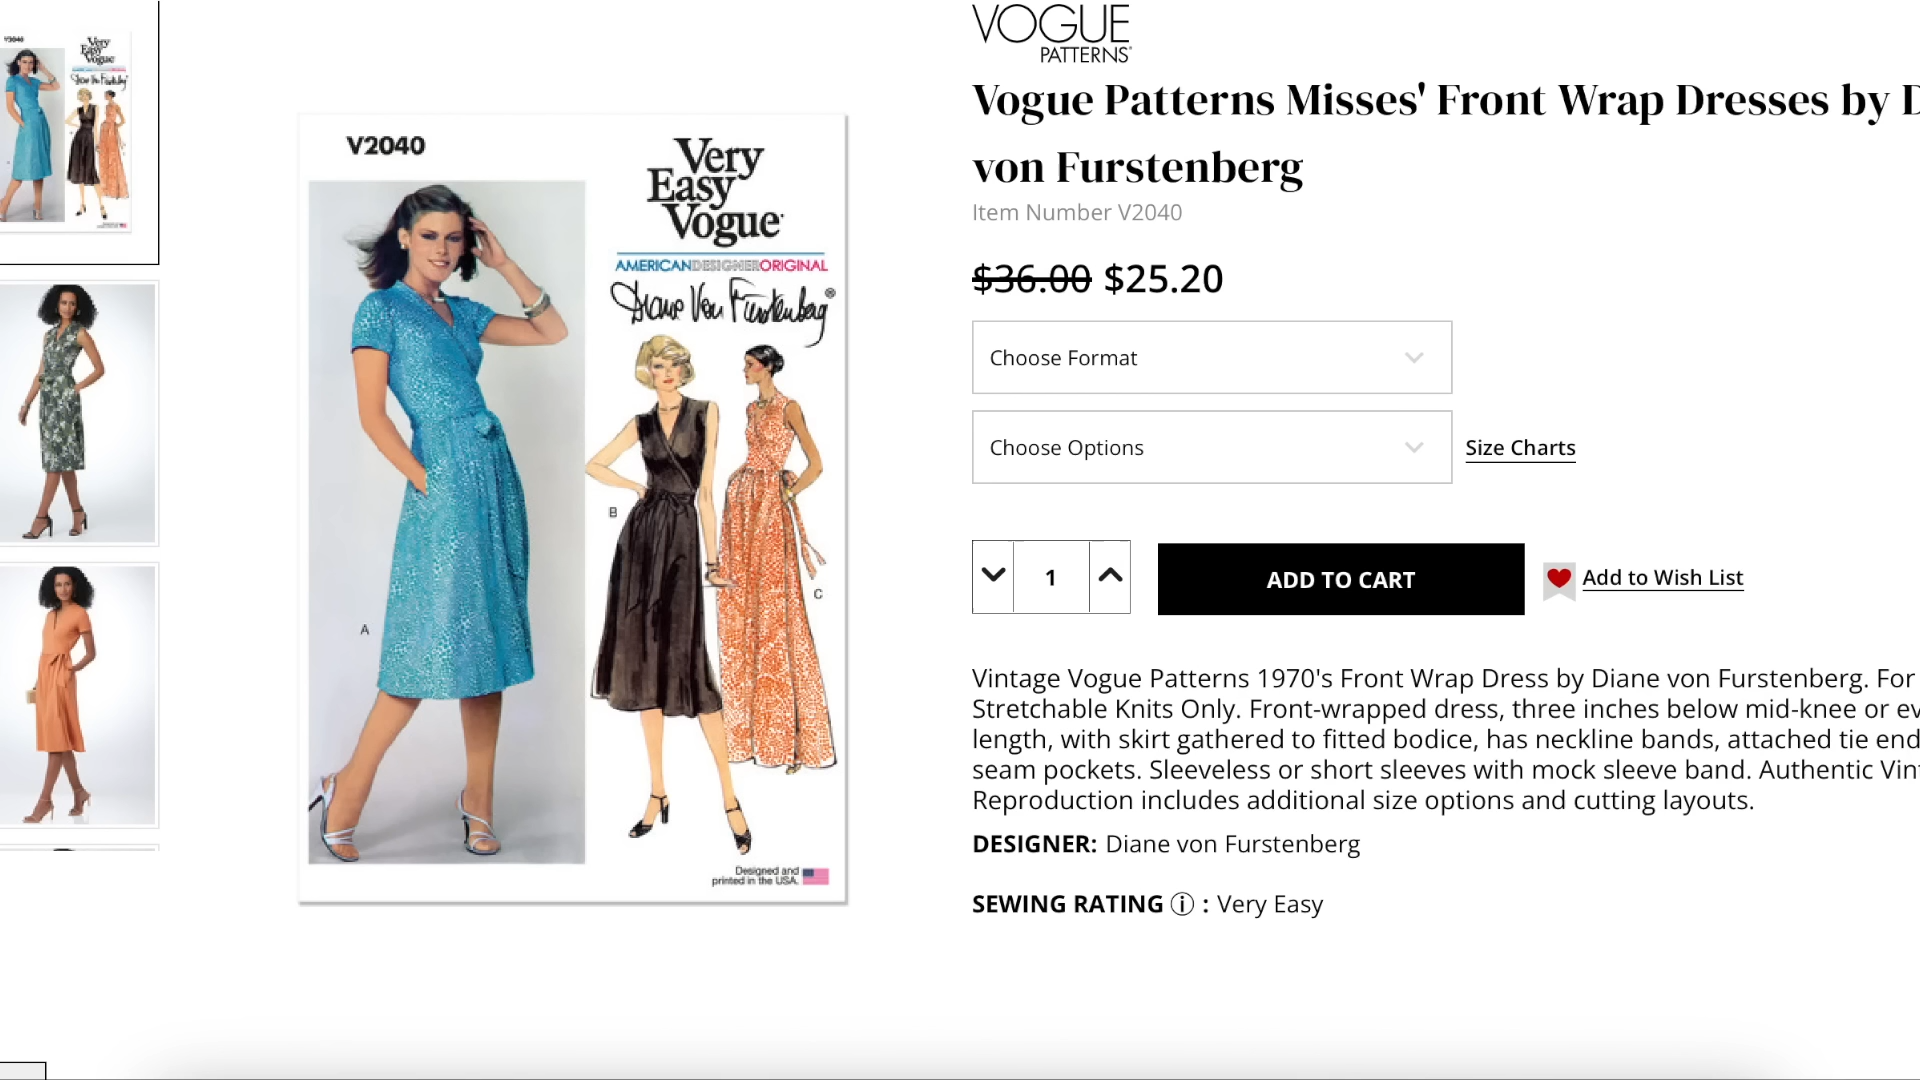 V2040
Very
Easy
Vogue
V2040
Very
Easy
Vogue
AMERICANDESIGNERORIGINAL
Diane Von Furstenberg®
A
B
C
Designed and
printed in the USA.
VOGUE
PATTERNS
Vogue Patterns Misses' Front Wrap Dresses by D
von Furstenberg
Item Number V2040
$36.00 $25.20
Choose Format
Choose Options
Size Charts
1
ADD TO CART
Add to Wish List
Vintage Vogue Patterns 1970's Front Wrap Dress by Diane von Furstenberg. For
Stretchable Knits Only. Front-wrapped dress, three inches below mid-knee or ev
length, with skirt gathered to fitted bodice, has neckline bands, attached tie end
seam pockets. Sleeveless or short sleeves with mock sleeve band. Authentic Vin
Reproduction includes additional size options and cutting layouts.
DESIGNER: Diane von Furstenberg
SEWING RATING ⓘ : Very Easy